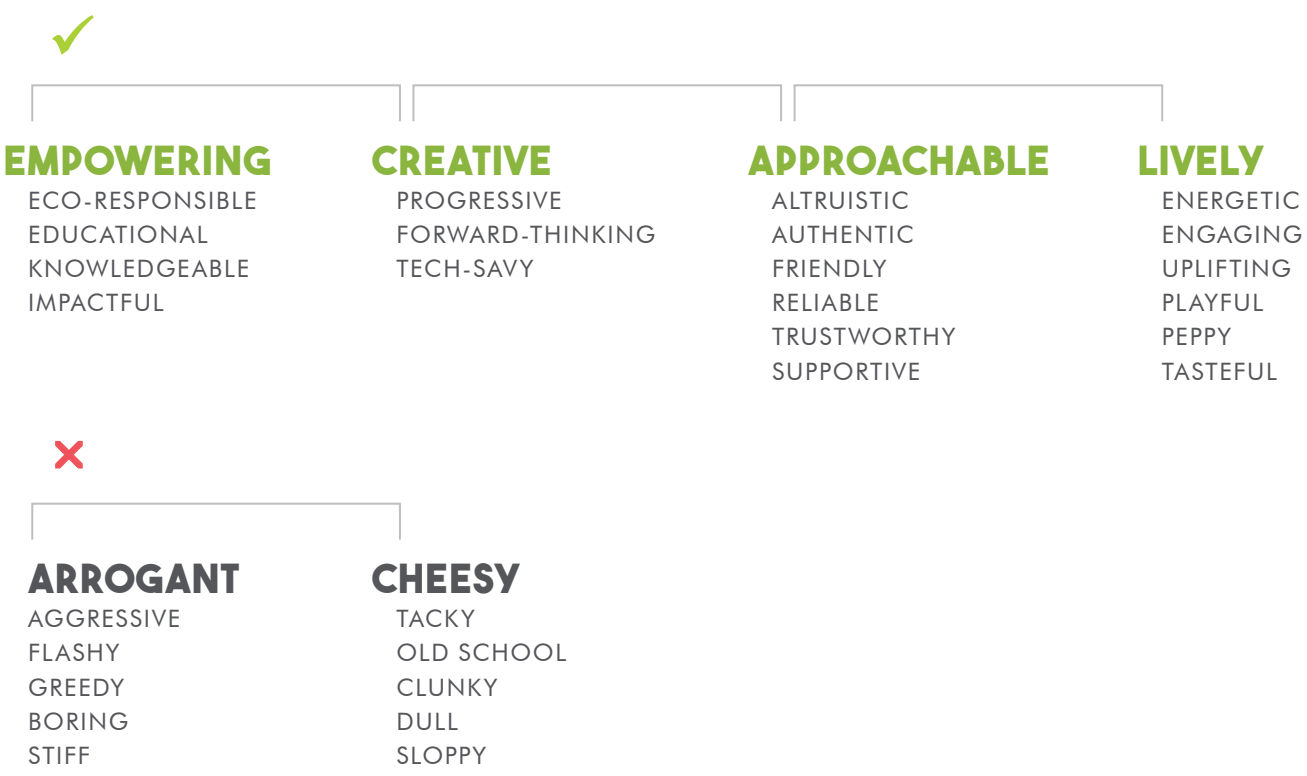 EMPOWERING
ECO-RESPONSIBLE
EDUCATIONAL
KNOWLEDGEABLE
IMPACTFUL
CREATIVE
PROGRESSIVE
FORWARD-THINKING
TECH-SAVY
APPROACHABLE
ALTRUISTIC
AUTHENTIC
FRIENDLY
RELIABLE
TRUSTWORTHY
SUPPORTIVE
LIVELY
ENERGETIC
ENGAGING
UPLIFTING
PLAYFUL
PEPPY
TASTEFUL
ARROGANT
AGGRESSIVE
FLASHY
GREEDY
BORING
STIFF
CHEESY
TACKY
OLD SCHOOL
CLUNKY
DULL
SLOPPY